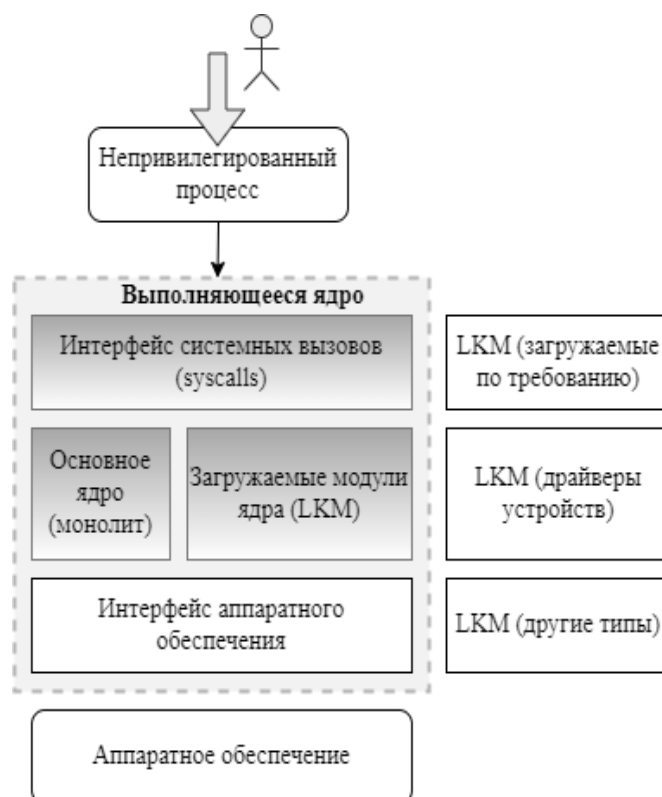 Непривилегированный
процесс
Выполняющееся ядро
Интерфейс системных вызовов
(syscalls)
LKM (загружаемые
по требованию)
Основное
ядро
(монолит)
Загружаемые модули
ядра (LKM)
LKM (драйверы
устройств)
Интерфейс аппаратного
обеспечения
LKM (другие типы)
Аппаратное обеспечение